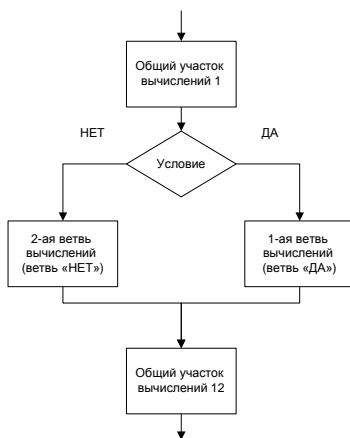 Общий участок
вычислений 1
НЕТ
ДА
Условие
2-ая ветвь
вычислений
(ветвь «НЕТ»)
1-ая ветвь
вычислений
(ветвь «ДА»)
Общий участок
вычислений 12